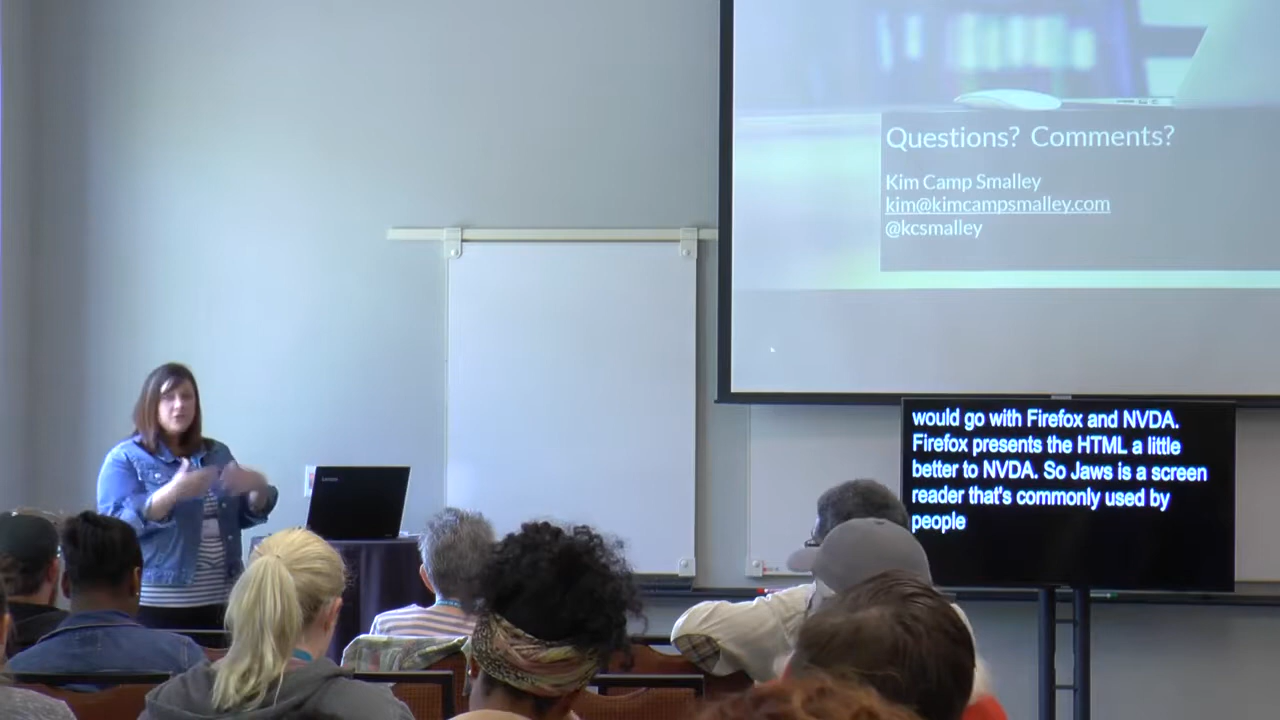 Questions? Comments?
Kim Camp Smalley
kim@kimcampsmalley.com
@kcsmalley
would go with Firefox and NVDA.
Firefox presents the HTML a little
better to NVDA. So Jaws is a screen
reader that's commonly used by
people